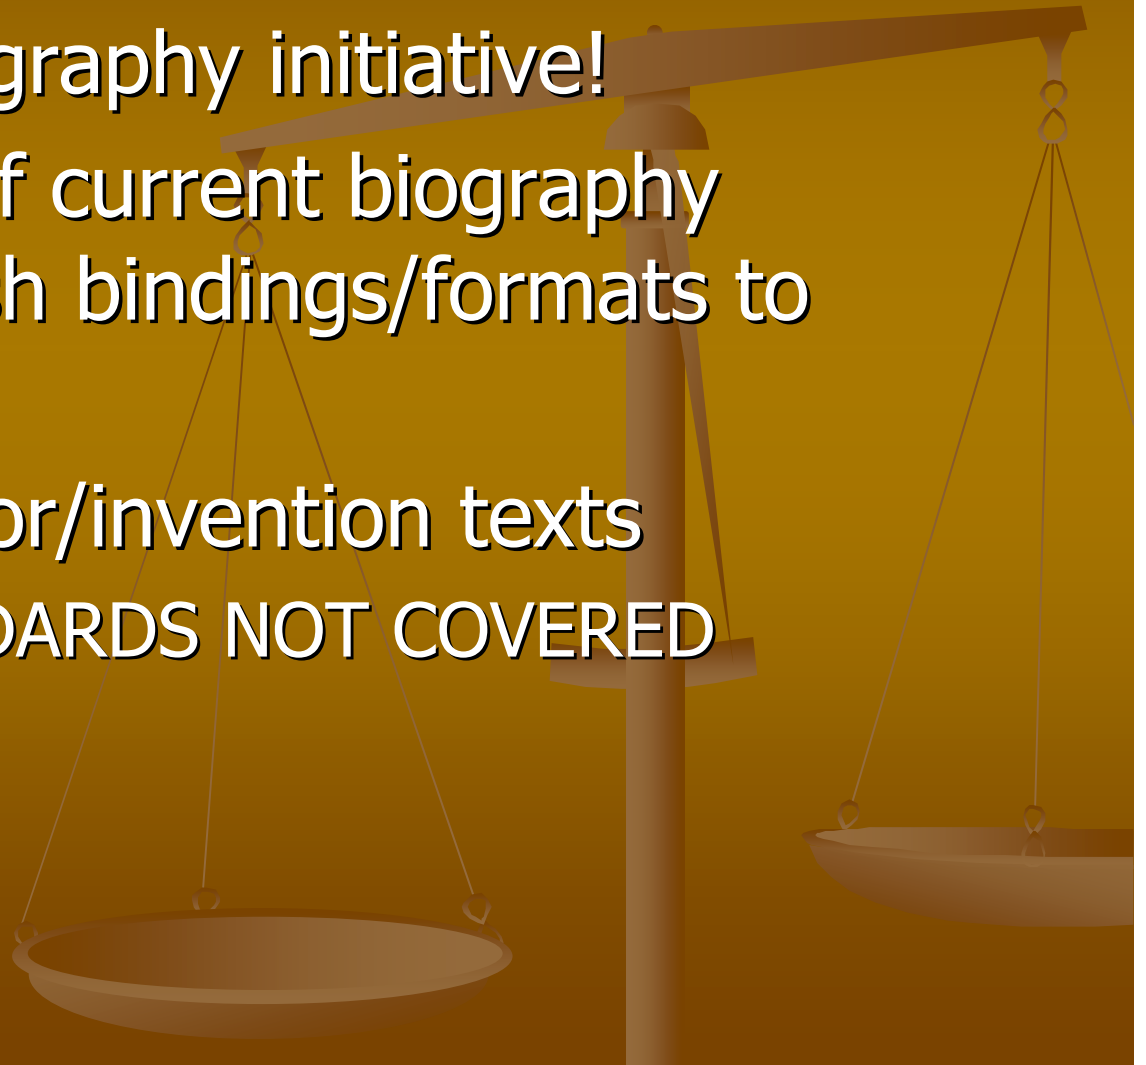 graphy initiative!
f current biography
h bindings/formats to
or/invention texts
DARDS NOT COVERED